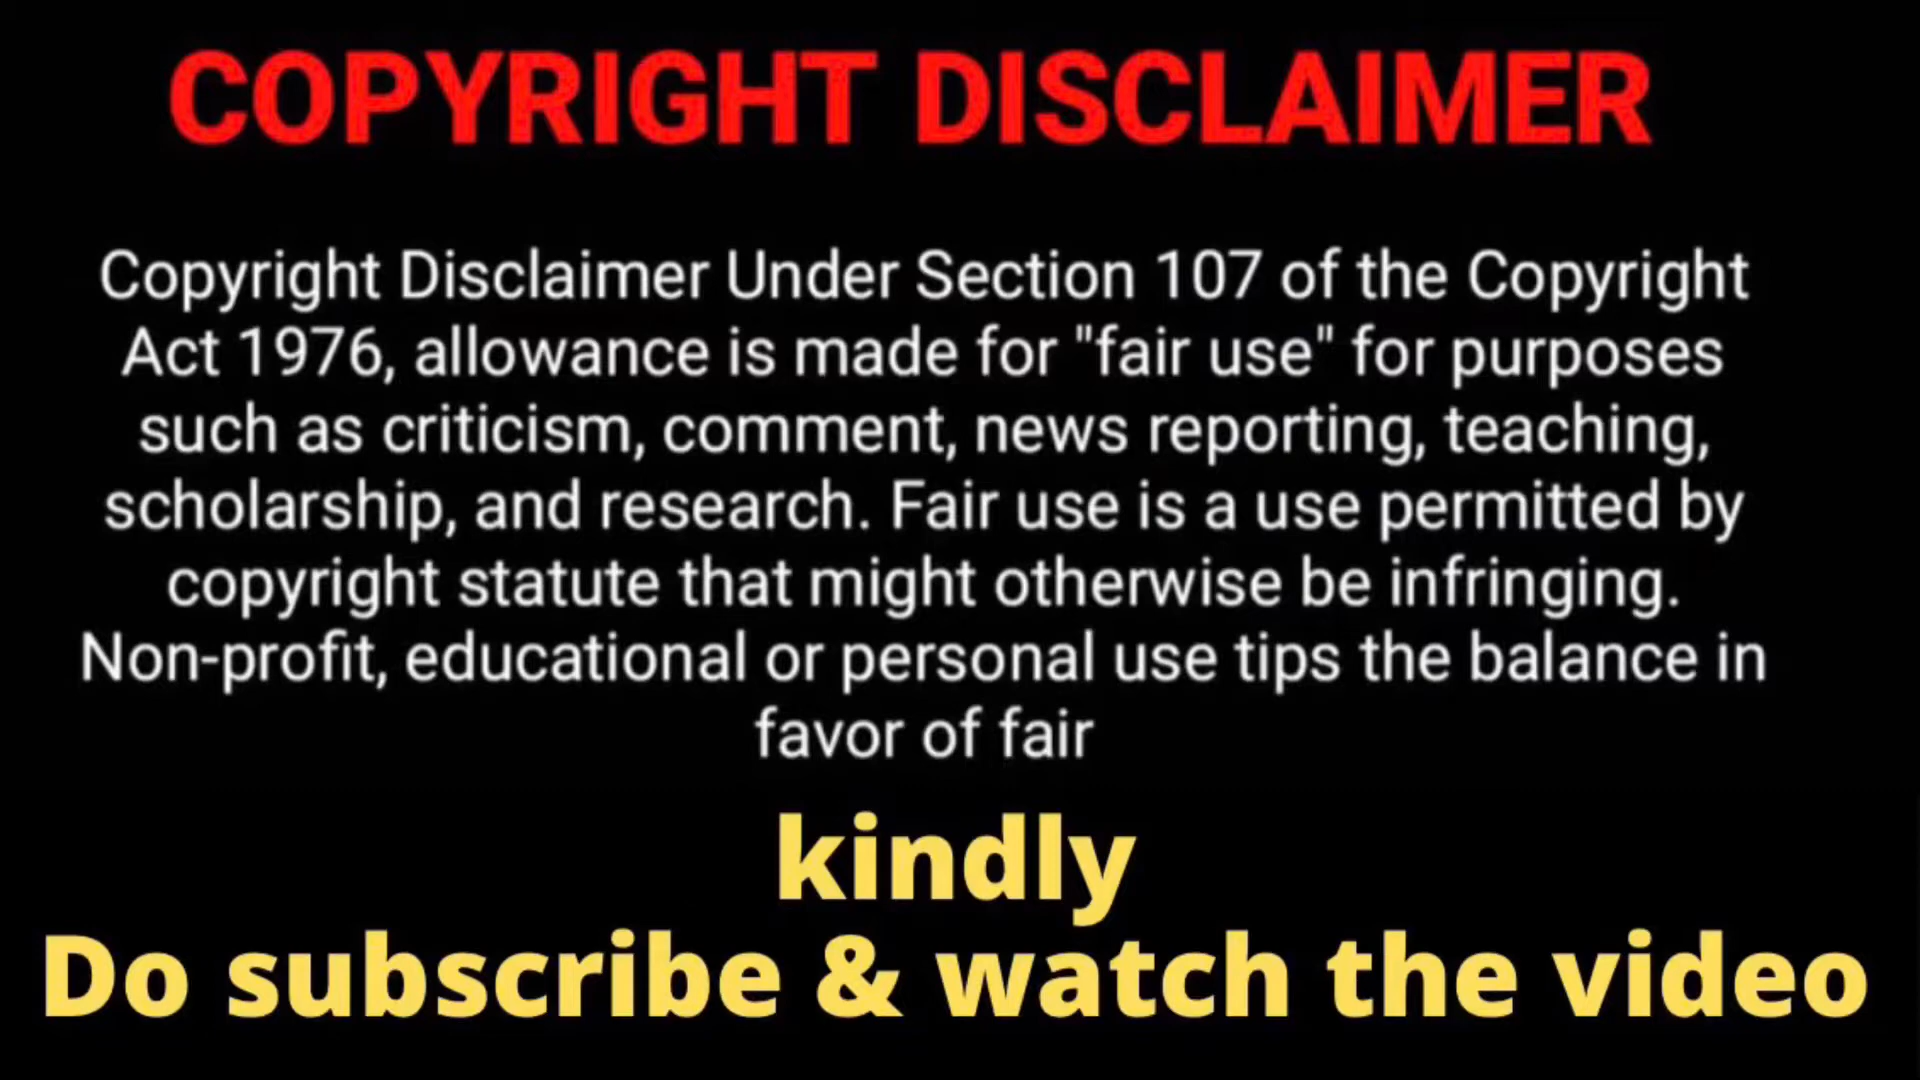 COPYRIGHT DISCLAIMER
Copyright Disclaimer Under Section 107 of the Copyright
Act 1976, allowance is made for "fair use" for purposes
such as criticism, comment, news reporting, teaching,
scholarship, and research. Fair use is a use permitted by
copyright statute that might otherwise be infringing.
Non-profit, educational or personal use tips the balance in
favor of fair
kindly
Do subscribe & watch the video